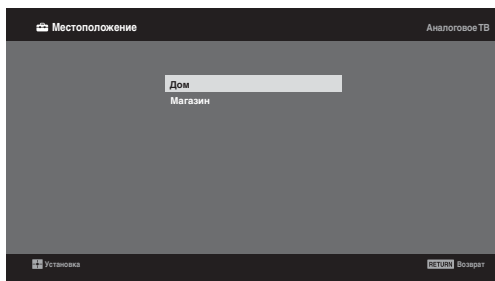 Местоположение
Аналоговое ТВ
Дом
Магазин
Установка
RETURN Возврат